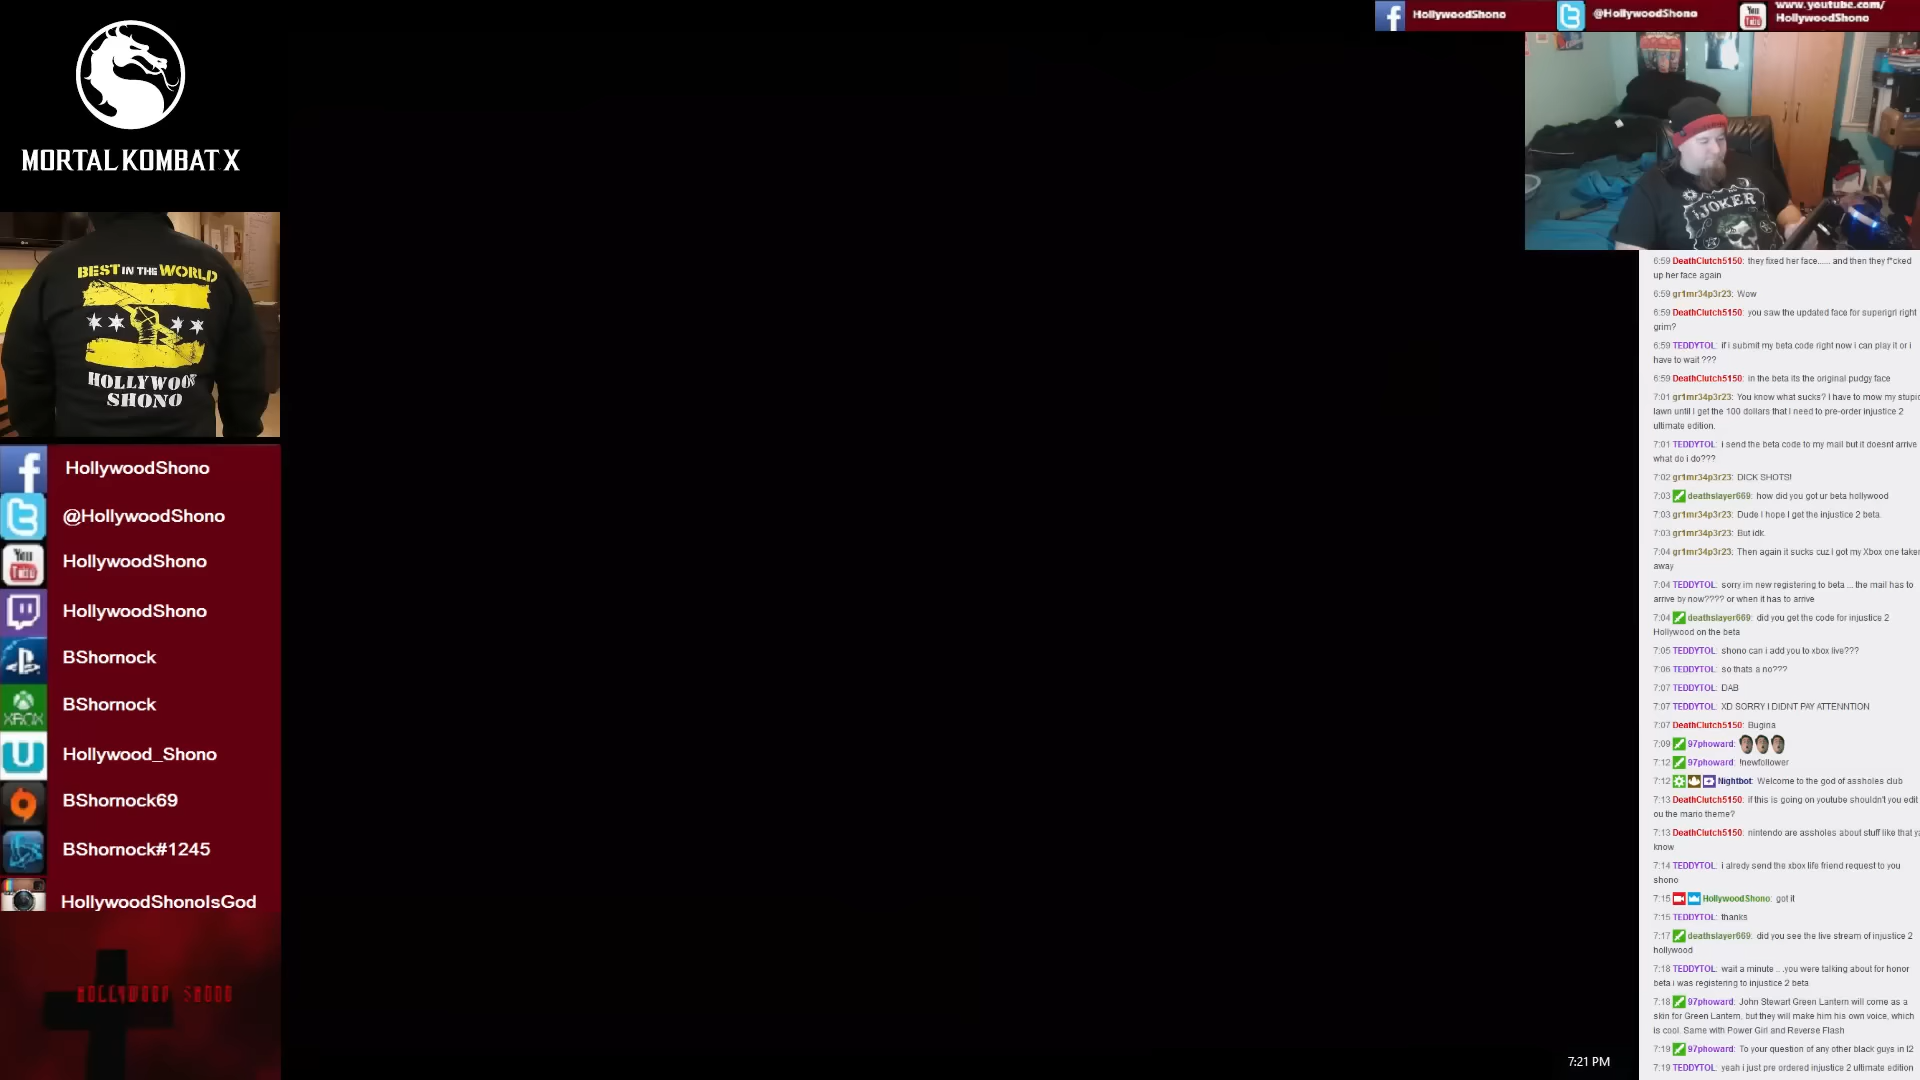 HollywoodShono
@HollywoodShono
www.youtube.com/
HollywoodShono
MORTAL KOMBAT X
BEST IN THE WORLD
HOLLYWOO
SHONO
JOKER
HollywoodShono
@HollywoodShono
You
HollywoodShono
HollywoodShono
BShornock
XBOX
BShornock
Hollywood_Shono
BShornock69
BShornock#1245
HollywoodShonoIsGod
HOLLYWOOD SHONO
6:59 DeathClutch5150: they fixed her face...... and then they f*cked
up her face again
6:59 gr1mr34p3r23: Wow
6:59 DeathClutch5150: you saw the updated face for supergirl right
grim?
6:59 TEDDYTOL: if i submit my beta code right now i can play it or i
have to wait ???
6:59 DeathClutch5150: in the beta its the original pudgy face
7:01 gr1mr34p3r23: You know what sucks? I have to mow my stupid
lawn until I get the 100 dollars that I need to pre-order injustice 2
ultimate edition.
7:01 TEDDYTOL: i send the beta code to my mail but it doesnt arrive
what do i do???
7:02 gr1mr34p3r23: DICK SHOTS!
7:03 deathslayer669: how did you got ur beta hollywood
7:03 gr1mr34p3r23: Dude I hope I get the injustice 2 beta.
7:03 gr1mr34p3r23: But idk.
7:04 gr1mr34p3r23: Then again it sucks cuz I got my Xbox one taken
away
7:04 TEDDYTOL: sorry im new registering to beta ... the mail has to
arrive by now???? or when it has to arrive
7:04 deathslayer669: did you get the code for injustice 2
Hollywood on the beta
7:05 TEDDYTOL: shono can i add you to xbox live???
7:06 TEDDYTOL: so thats a no???
7:07 TEDDYTOL: DAB
7:07 TEDDYTOL: XD SORRY I DIDNT PAY ATTENNTION
7:07 DeathClutch5150: Bugina
7:09 97phoward:
7:12 97phoward: !newfollower
7:12 Nightbot: Welcome to the god of assholes club
7:13 DeathClutch5150: if this is going on youtube shouldn't you edit
ou the mario theme?
7:13 DeathClutch5150: nintendo are assholes about stuff like that ya
know
7:14 TEDDYTOL: i alredy send the xbox life friend request to you
shono
7:15 HollywoodShono: got it
7:15 TEDDYTOL: thanks
7:17 deathslayer669: did you see the live stream of injustice 2
hollywood
7:18 TEDDYTOL: wait a minute .. .you were talking about for honor
beta i was registering to injustice 2 beta
7:18 97phoward: John Stewart Green Lantern will come as a
skin for Green Lantern, but they will make him his own voice, which
is cool. Same with Power Girl and Reverse Flash
7:19 97phoward: To your question of any other black guys in I2
7:19 TEDDYTOL: yeah i just pre ordered injustice 2 ultimate edition
7:21 PM